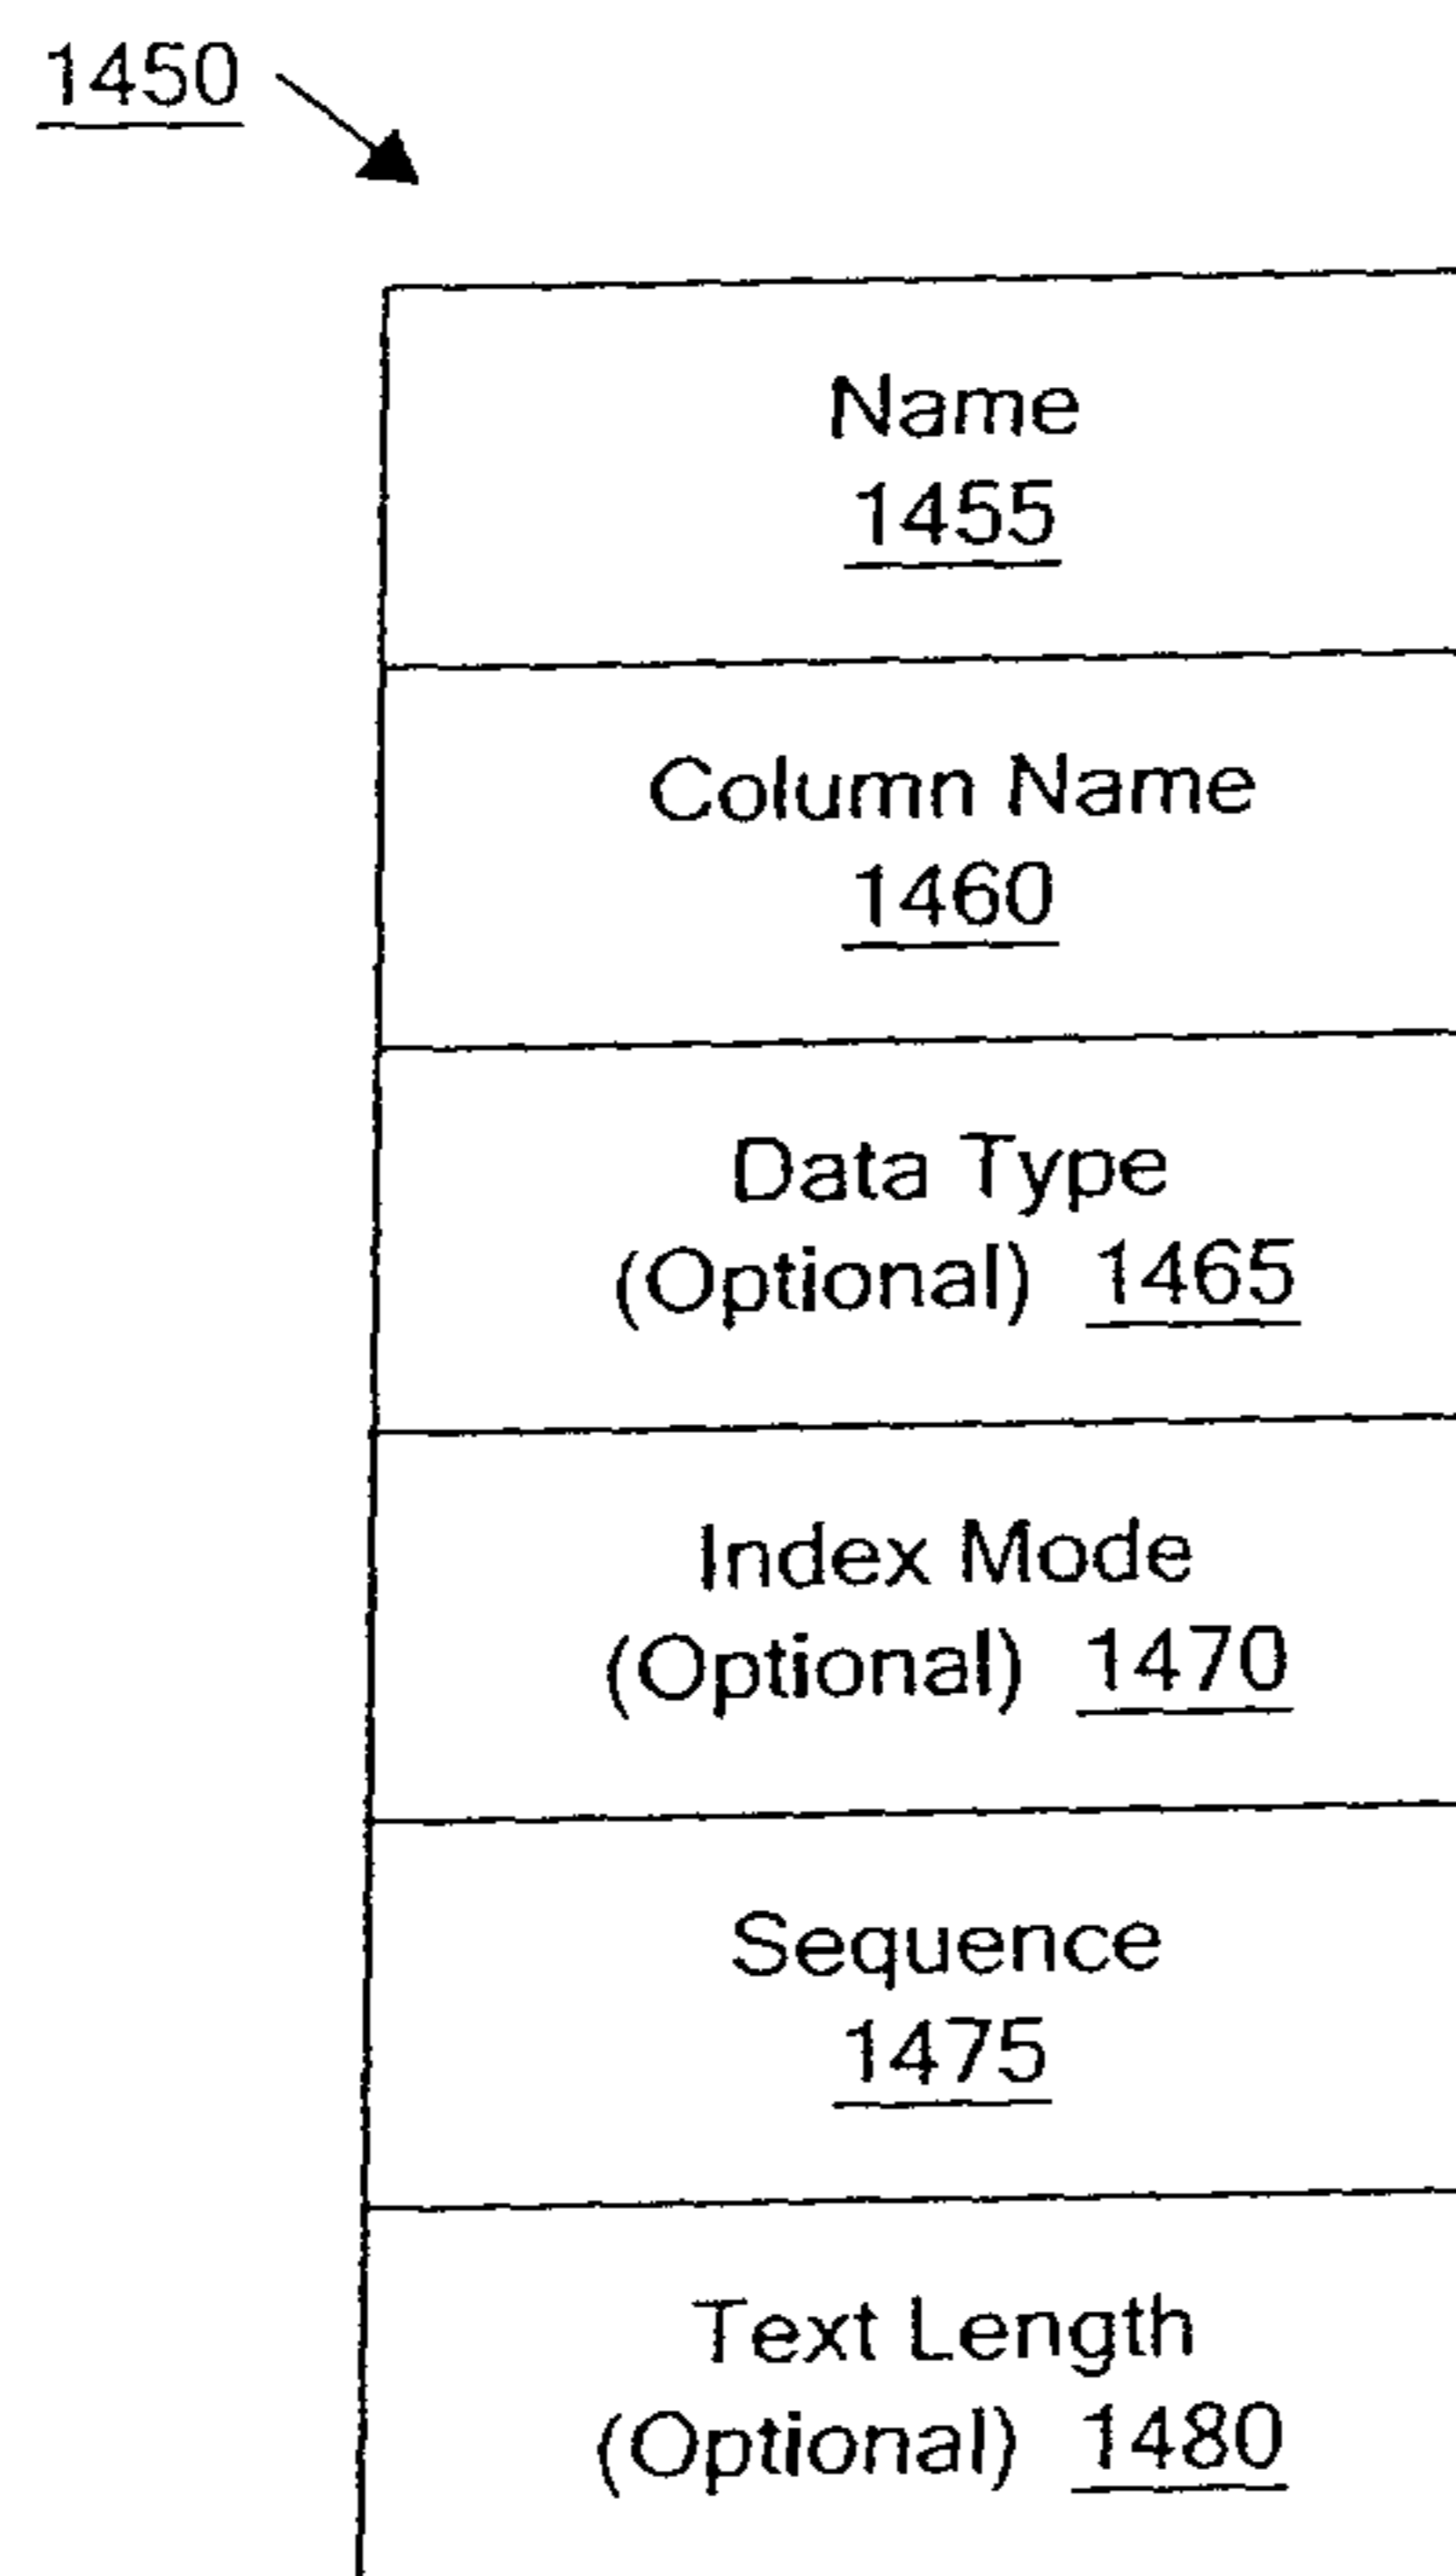 1450
Name
1455
Column Name
1460
Data Type
(Optional) 1465
Index Mode
(Optional) 1470
Sequence
1475
Text Length
(Optional) 1480